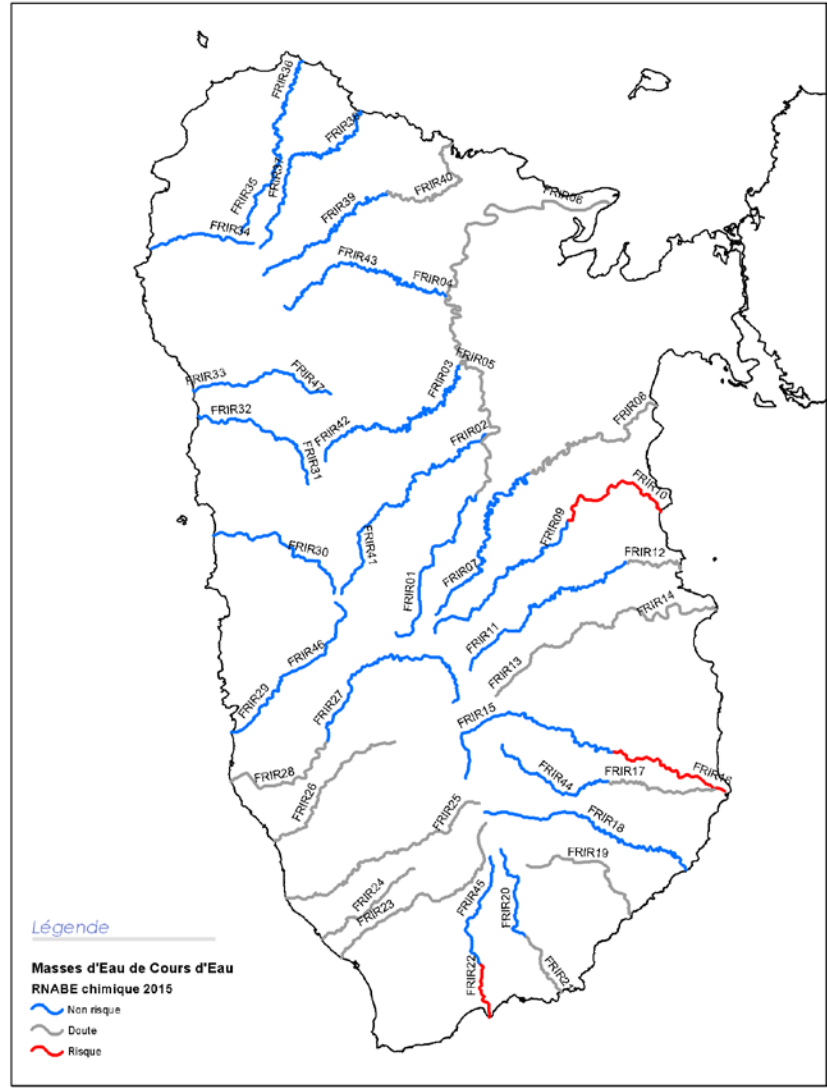 FRIR36
FRIR38
FRIR37
FRIR35
FRIR40
FRIR39
FRIR06
FRIR34
FRIR43
FRIR04
FRIR05
FRIR03
FRIR33
FRIR47
FRIR32
FRIR08
FRIR42
FRIR02
FRIR31
FRIR10
FRIR09
FRIR30
FRIR41
FRIR12
FRIR07
FRIR01
FRIR14
FRIR11
FRIR46
FRIR13
FRIR29
FRIR27
FRIR15
FRIR28
FRIR17
FRIR16
FRIR44
FRIR26
FRIR25
FRIR18
FRIR19
FRIR24
FRIR45
FRIR20
FRIR23
FRIR22
FRIR21
Légende
Masses d'Eau de Cours d'Eau
RNABE chimique 2015
Non risque
Doute
Risque